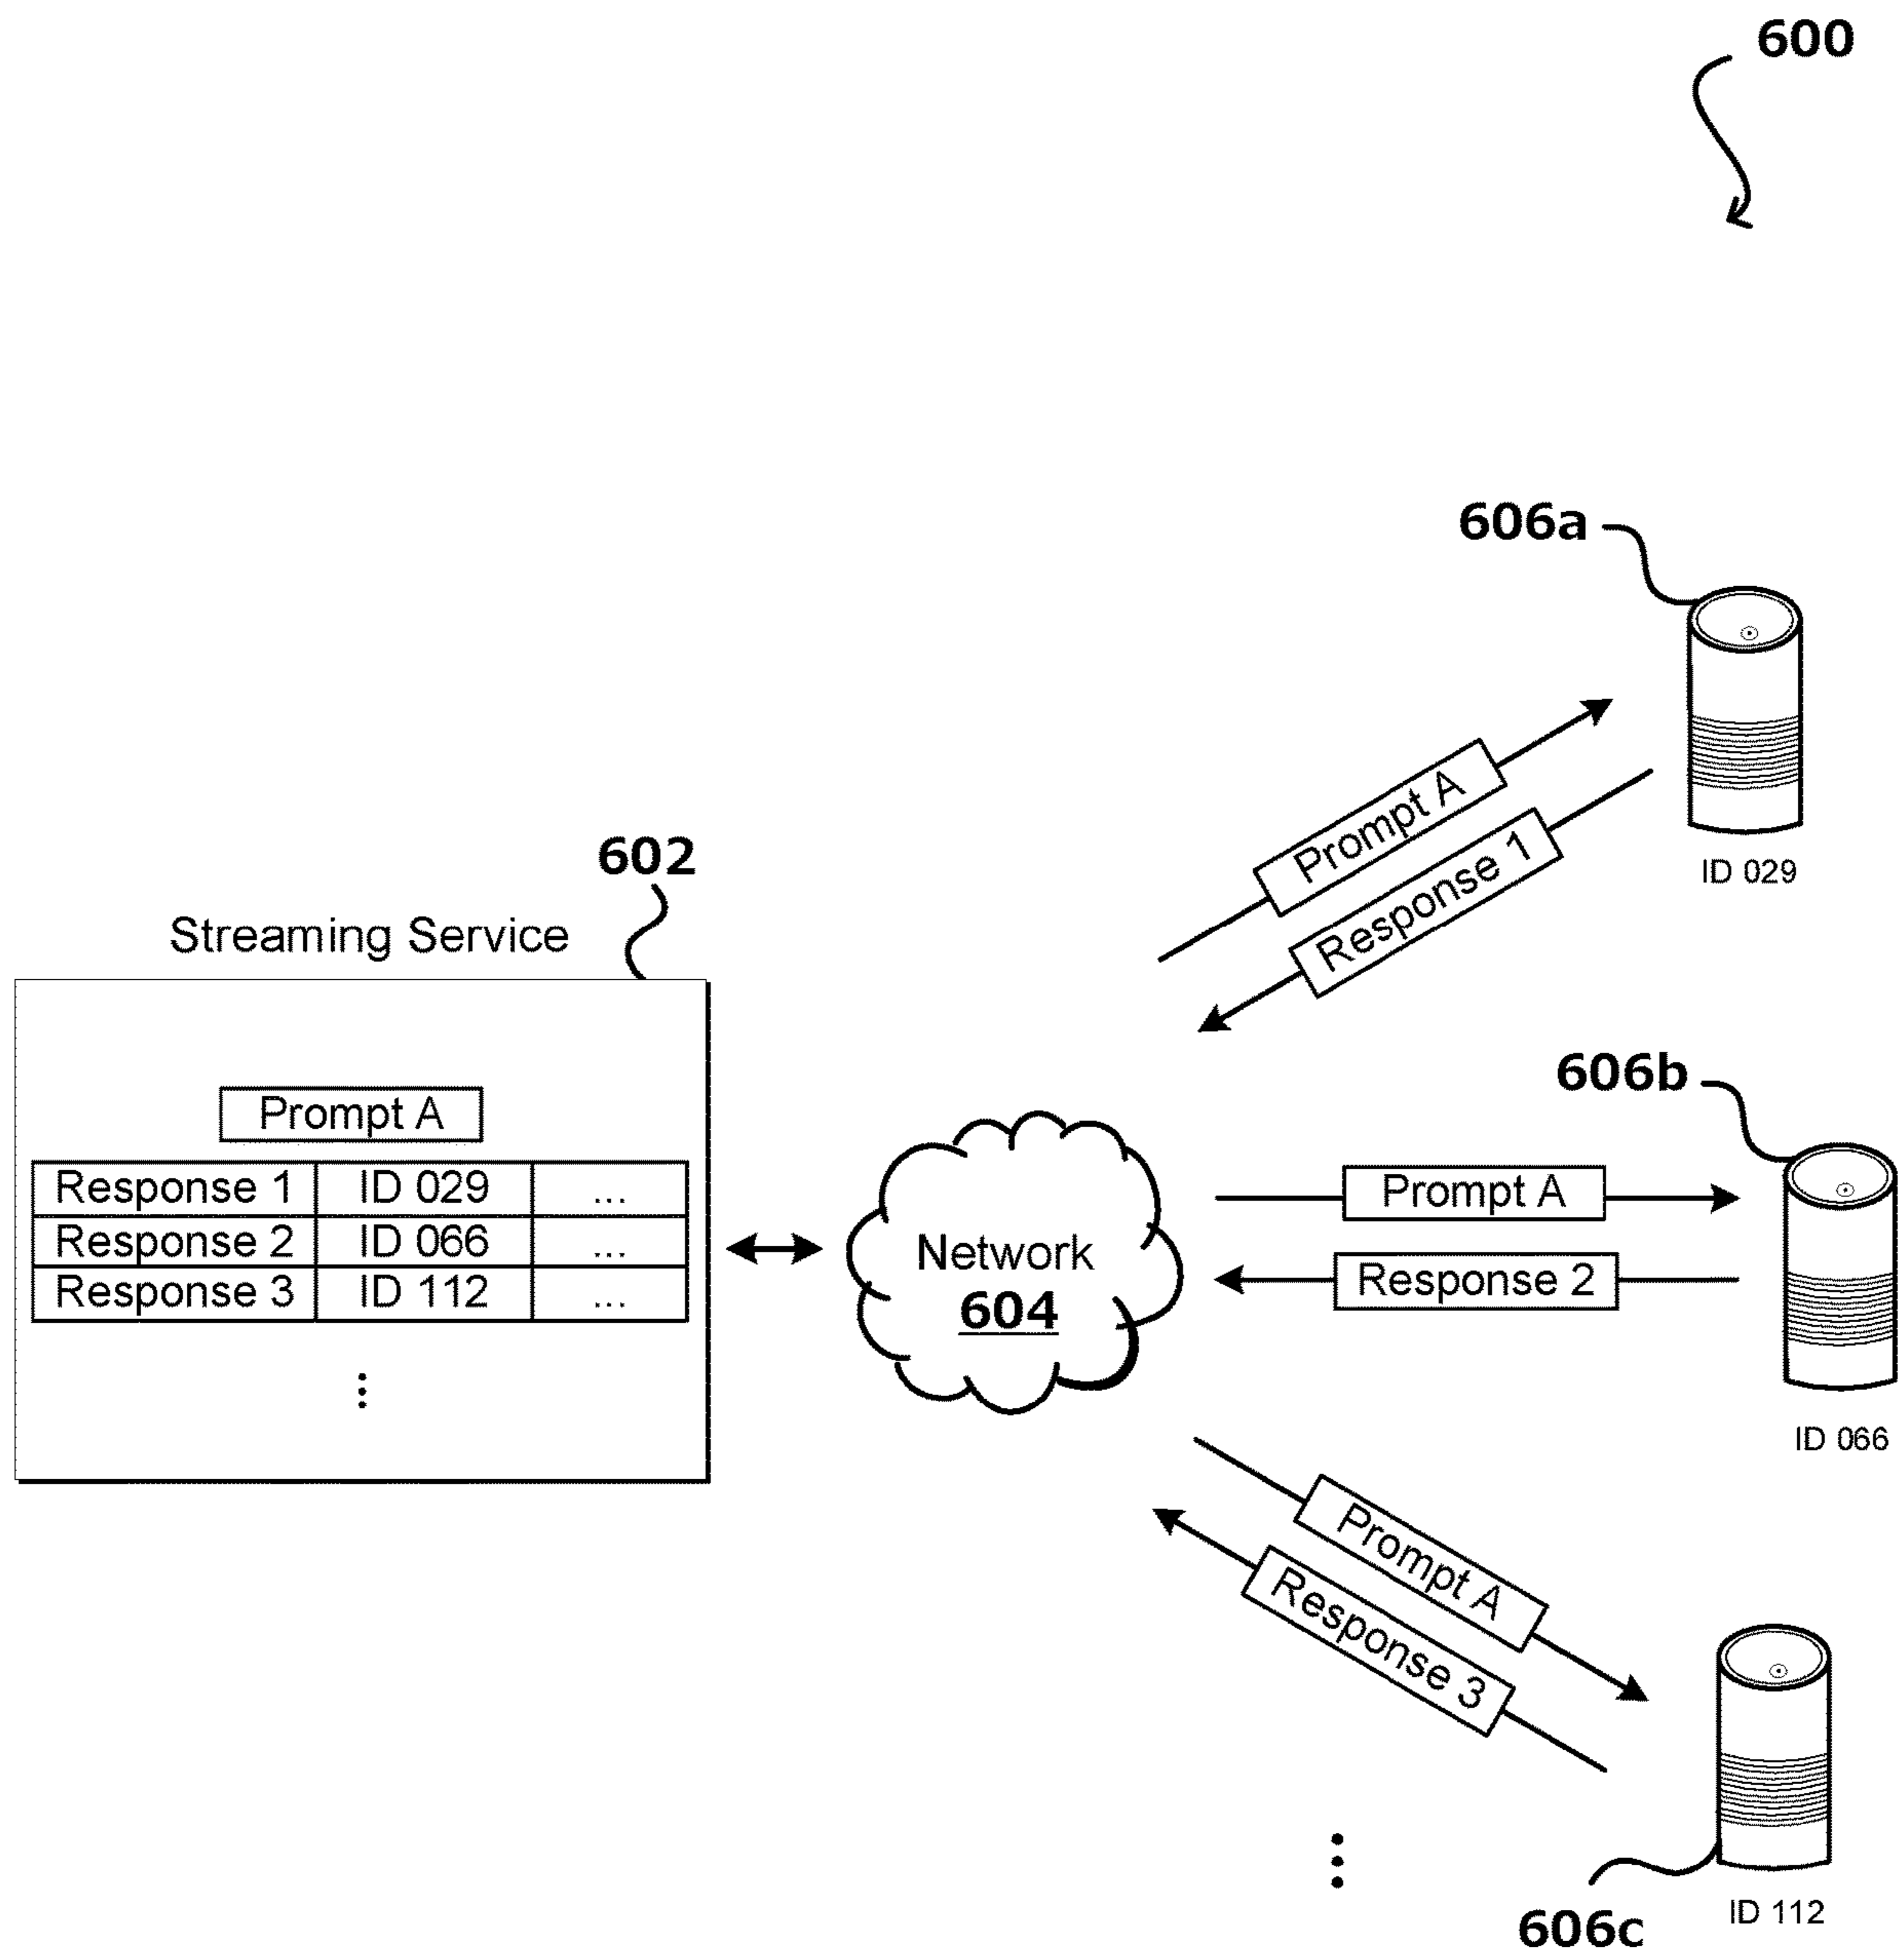 600
606a
Prompt A
Response 1
ID 029
602
Streaming Service
Prompt A
Response 1 ID 029 ...
Response 2 ID 066 ...
Response 3 ID 112 ...
Network
604
606b
Prompt A
Response 2
ID 066
Prompt A
Response 3
606c
ID 112